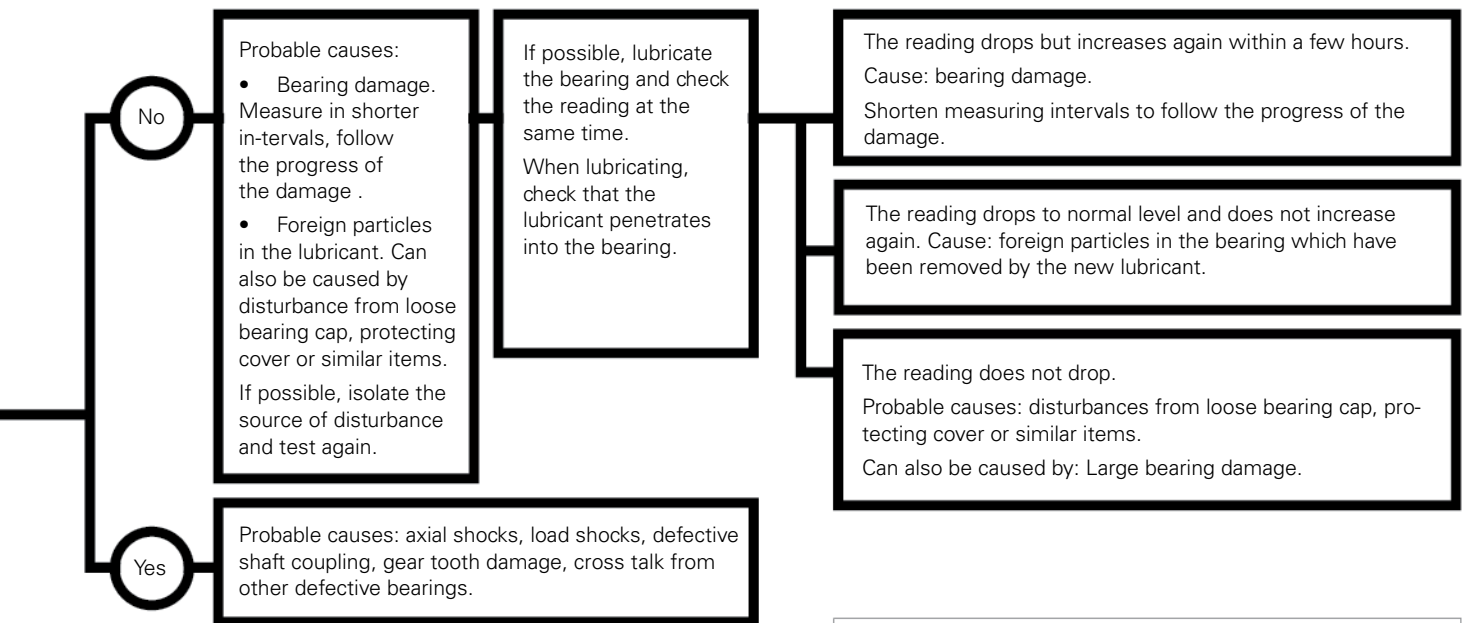 No
Probable causes:
• Bearing damage.
Measure in shorter
in-tervals, follow
the progress of
the damage .
• Foreign particles
in the lubricant. Can
also be caused by
disturbance from loose
bearing cap, protecting
cover or similar items.
If possible, isolate the
source of disturbance
and test again.
If possible, lubricate
the bearing and check
the reading at the
same time.
When lubricating,
check that the
lubricant penetrates
into the bearing.
The reading drops but increases again within a few hours.
Cause: bearing damage.
Shorten measuring intervals to follow the progress of the
damage.
The reading drops to normal level and does not increase
again. Cause: foreign particles in the bearing which have
been removed by the new lubricant.
The reading does not drop.
Probable causes: disturbances from loose bearing cap, pro-
tecting cover or similar items.
Can also be caused by: Large bearing damage.
Yes
Probable causes: axial shocks, load shocks, defective
shaft coupling, gear tooth damage, cross talk from
other defective bearings.